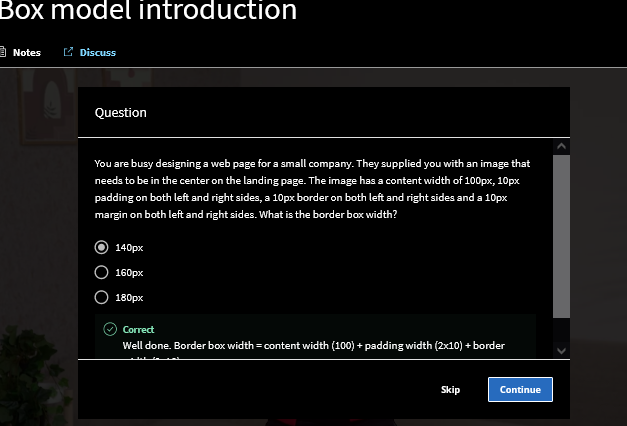 Box model introduction
Notes
Discuss
Question
You are busy designing a web page for a small company. They supplied you with an image that
needs to be in the center on the landing page. The image has a content width of 100px, 10px
padding on both left and right sides, a 10px border on both left and right sides and a 10px
margin on both left and right sides. What is the border box width?
140px
160px
180px
Correct
Well done. Border box width = content width (100) + padding width (2x10) + border
Skip
Continue